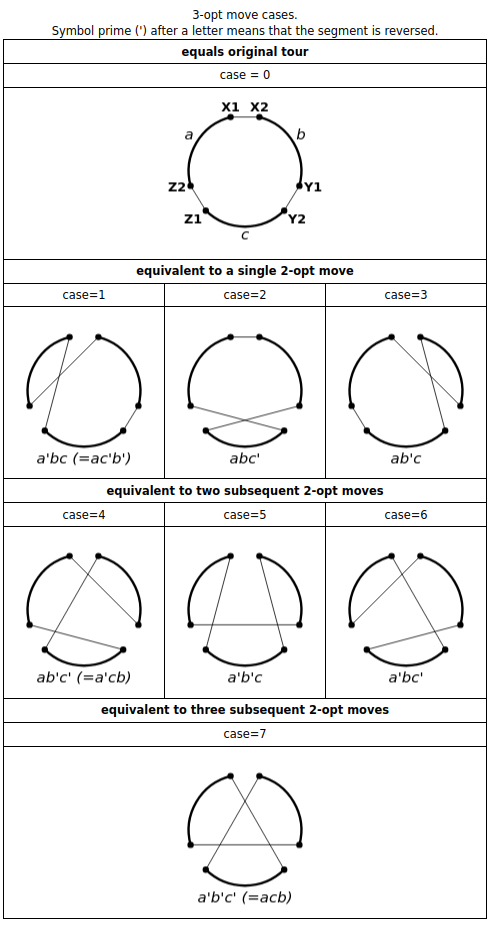 3-opt move cases.
Symbol prime (') after a letter means that the segment is reversed.
equals original tour
case = 0
X1 X2
a b
Z2 Y1
Z1 Y2
c
equivalent to a single 2-opt move
case=1 case=2 case=3
a'bc (=ac'b') abc' ab'c
equivalent to two subsequent 2-opt moves
case=4 case=5 case=6
ab'c' (=a'cb) a'b'c a'bc'
equivalent to three subsequent 2-opt moves
case=7
a'b'c' (=acb)